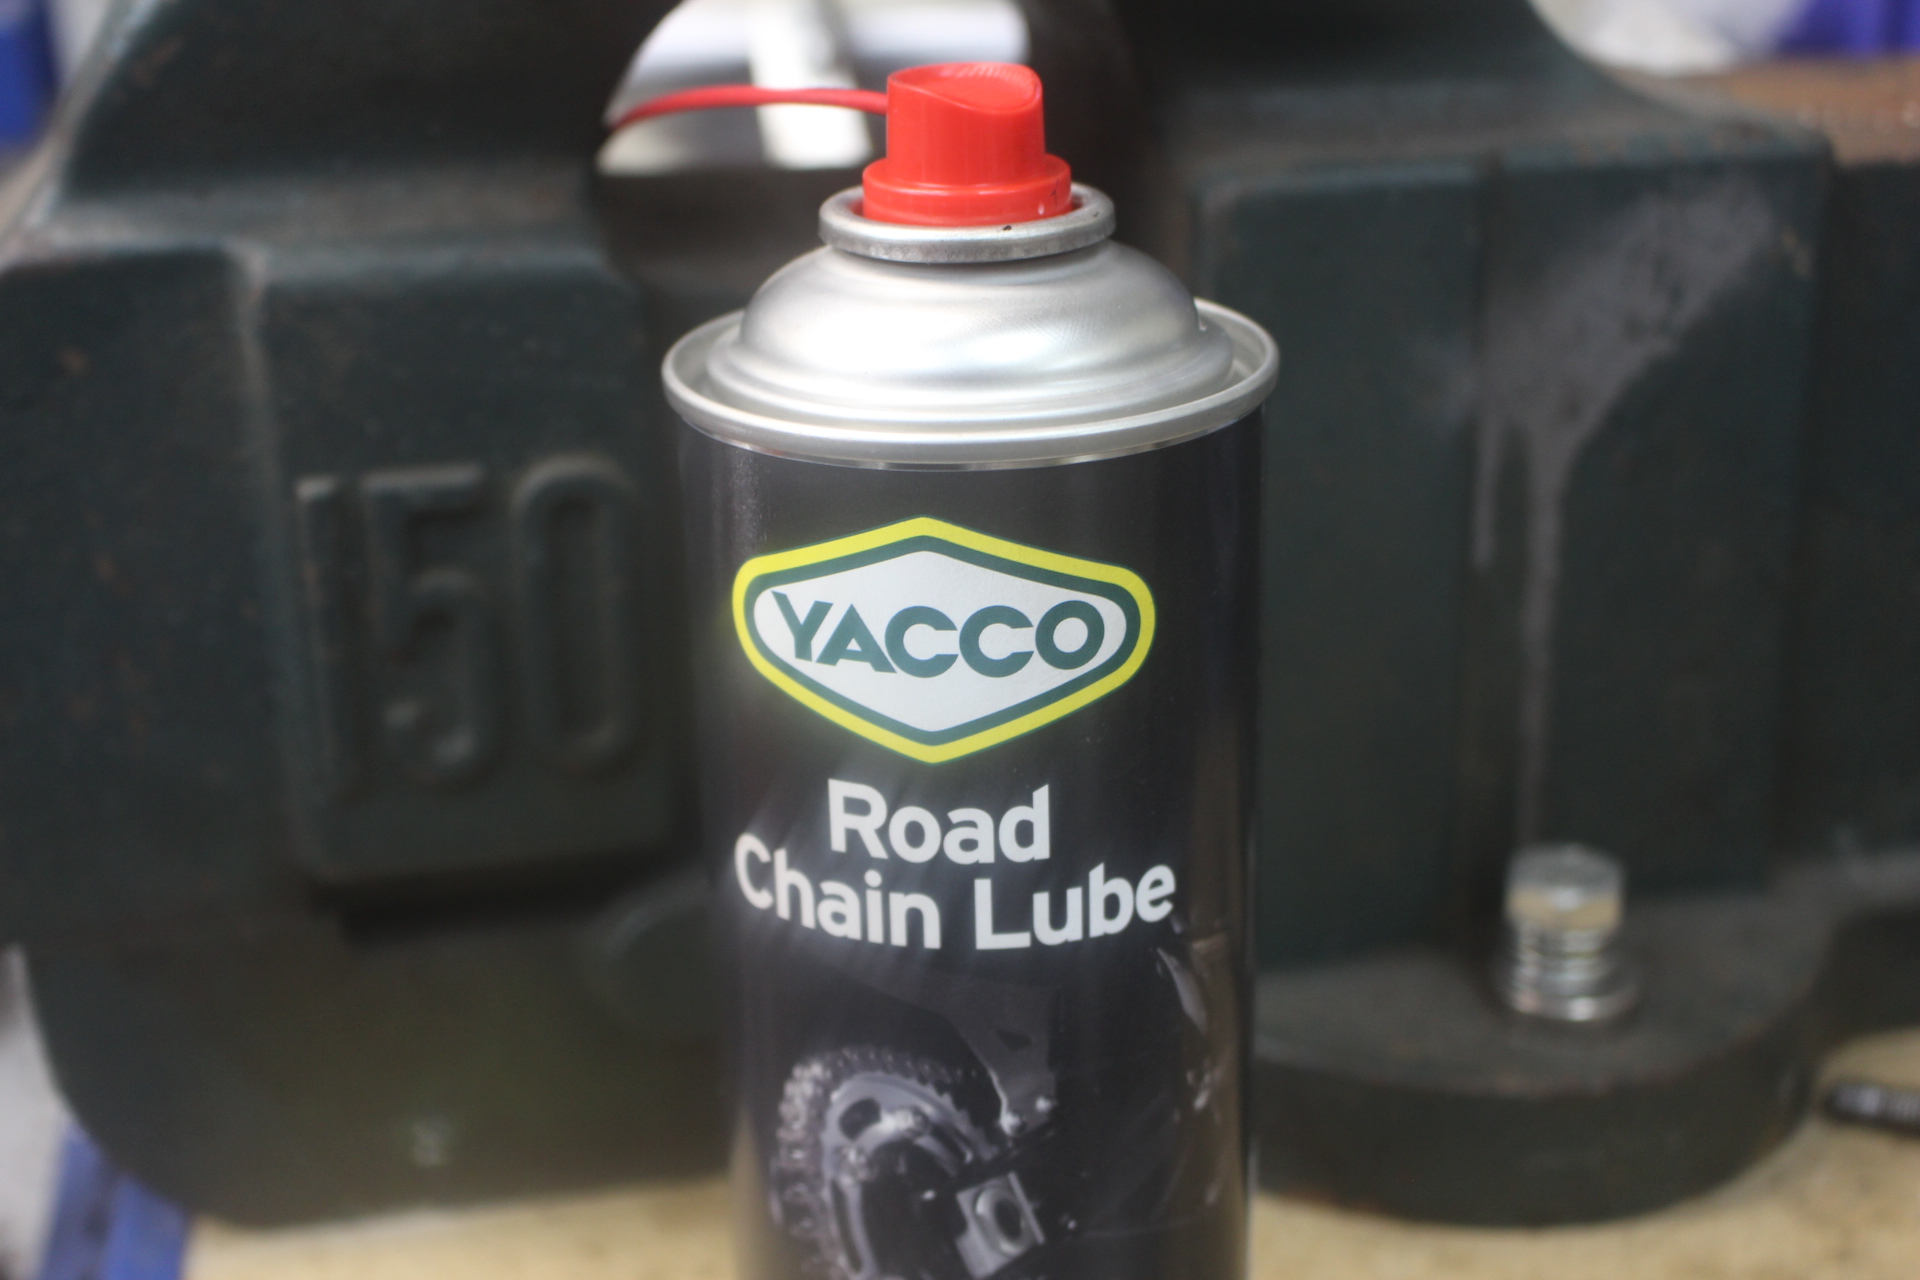 150
YACCO
Road
Chain Lube